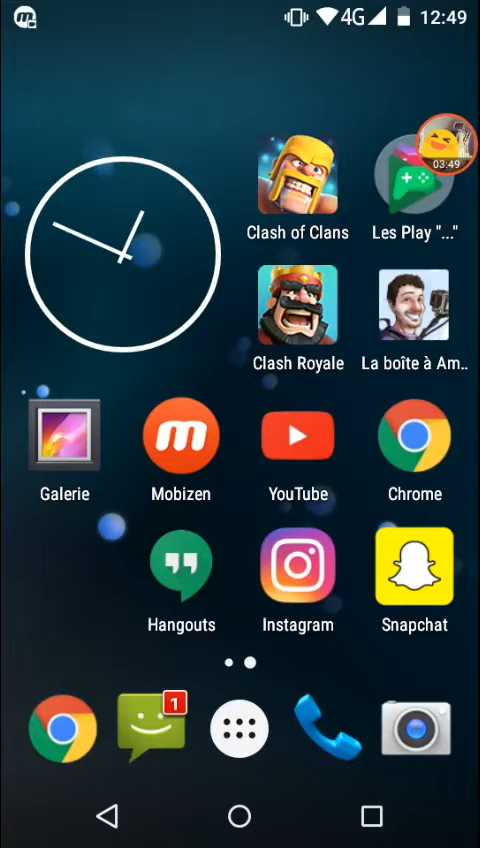 4G 12:49
03:49
Clash of Clans
Les Play "..."
Clash Royale
La boîte à Am..
Galerie
Mobizen
YouTube
Chrome
Hangouts
Instagram
Snapchat
1